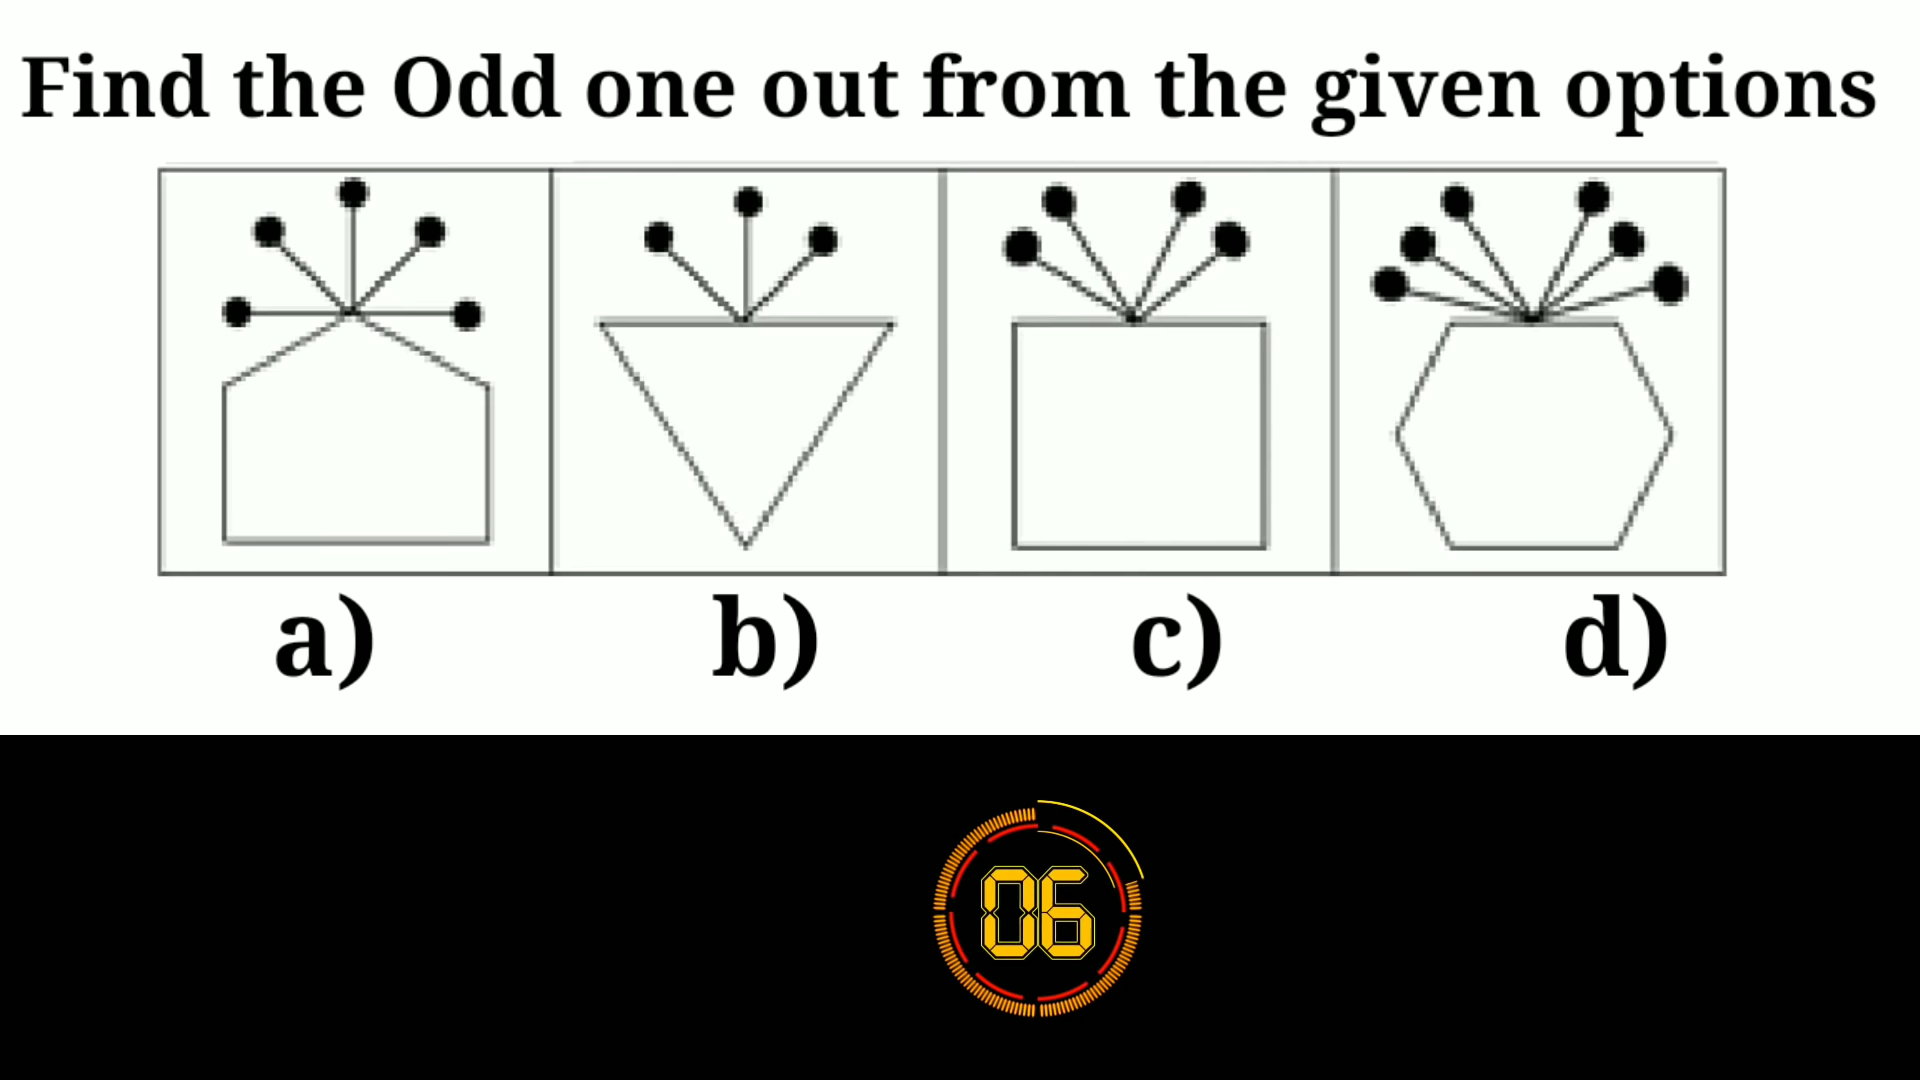 Find the Odd one out from the given options
a) b) c) d)
06